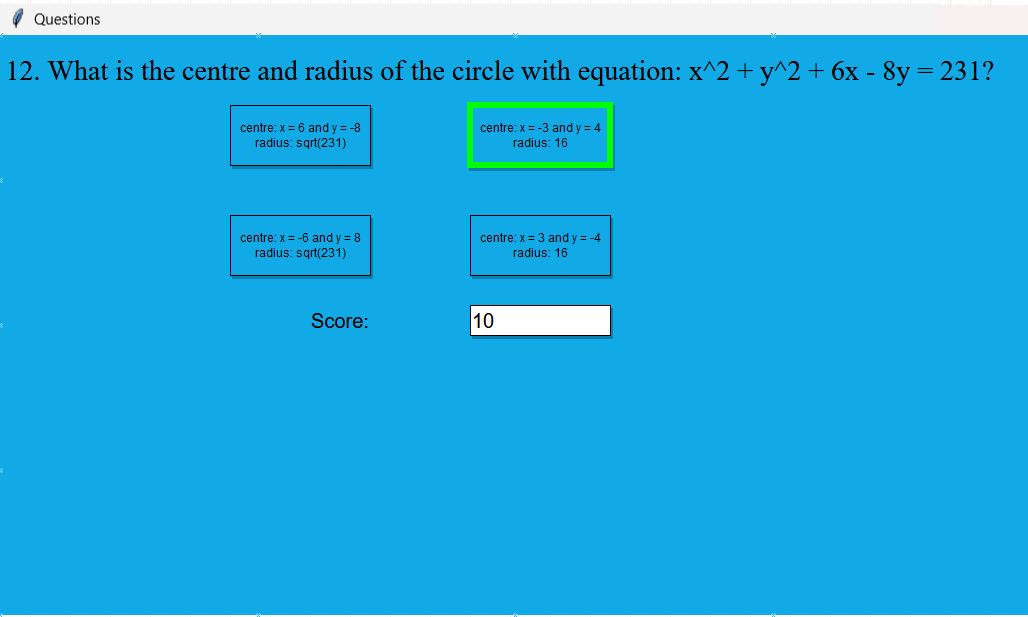 Questions
12. What is the centre and radius of the circle with equation: x^2 + y^2 + 6x - 8y = 231?
centre: x = 6 and y = -8
radius: sqrt(231)
centre: x = -3 and y = 4
radius: 16
centre: x = -6 and y = 8
radius: sqrt(231)
centre: x = 3 and y = -4
radius: 16
Score:
10